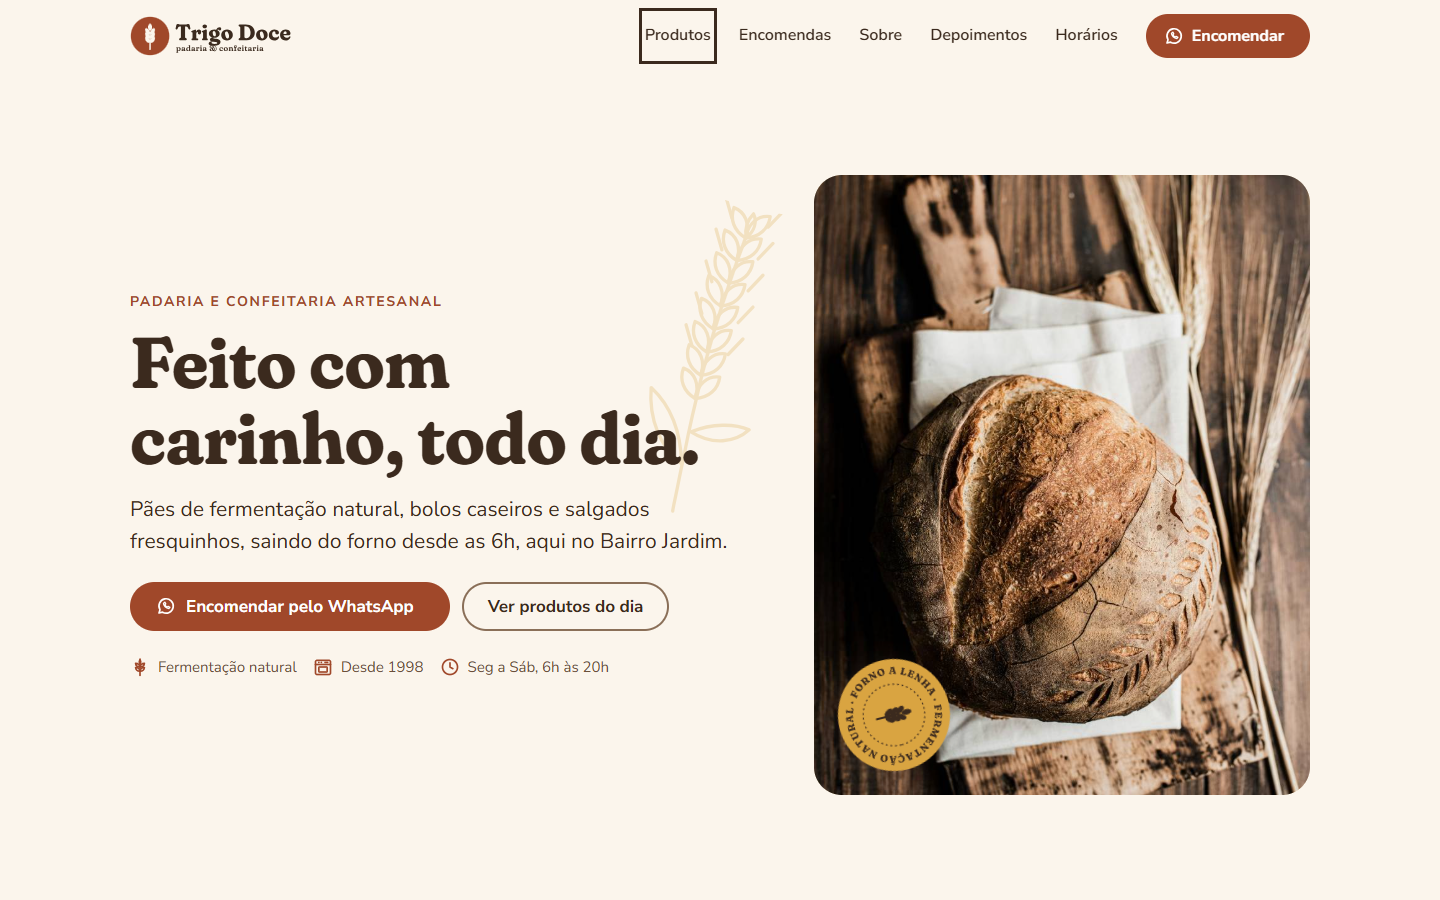 Trigo Doce
padaria & confeitaria
Produtos
Encomendas
Sobre
Depoimentos
Horários
Encomendar
PADARIA E CONFEITARIA ARTESANAL
Feito com
carinho, todo dia.
Pães de fermentação natural, bolos caseiros e salgados
fresquinhos, saindo do forno desde as 6h, aqui no Bairro Jardim.
Encomendar pelo WhatsApp
Ver produtos do dia
Fermentação natural
Desde 1998
Seg a Sáb, 6h às 20h
FORNO A LENHA · FERMENTAÇÃO NATURAL ·